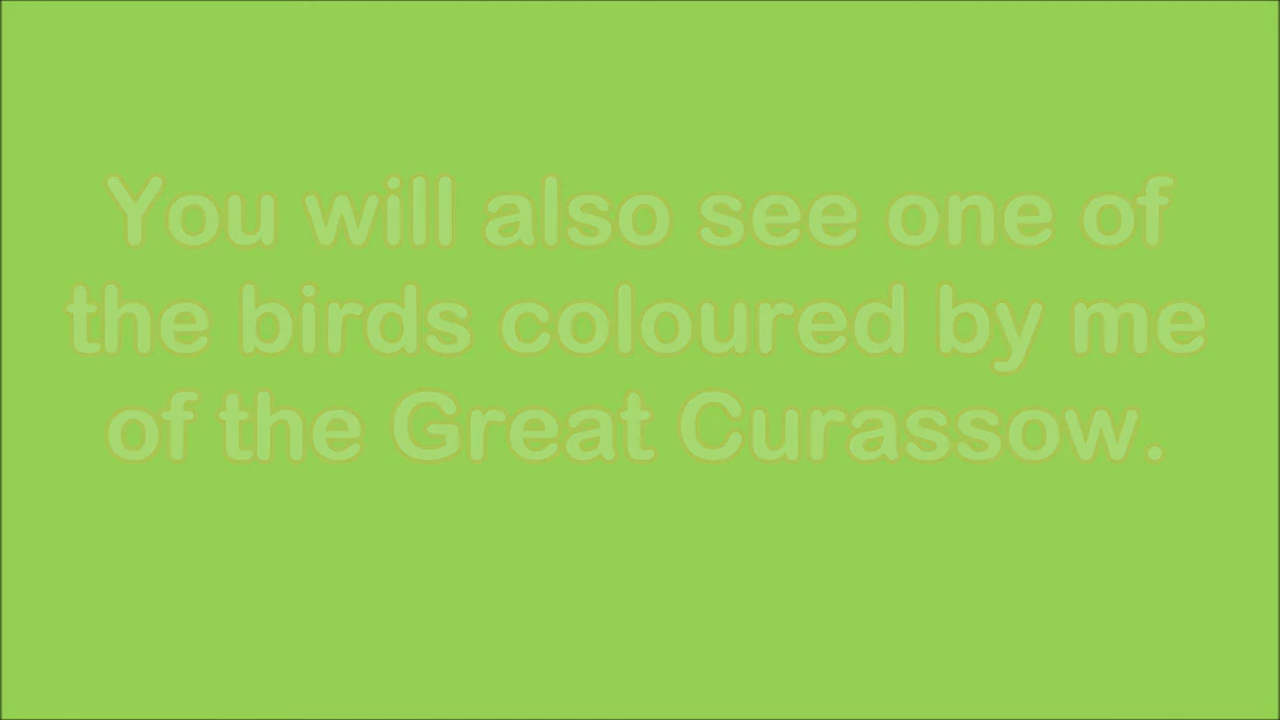 You will also see one of
the birds coloured by me
of the Great Curassow.